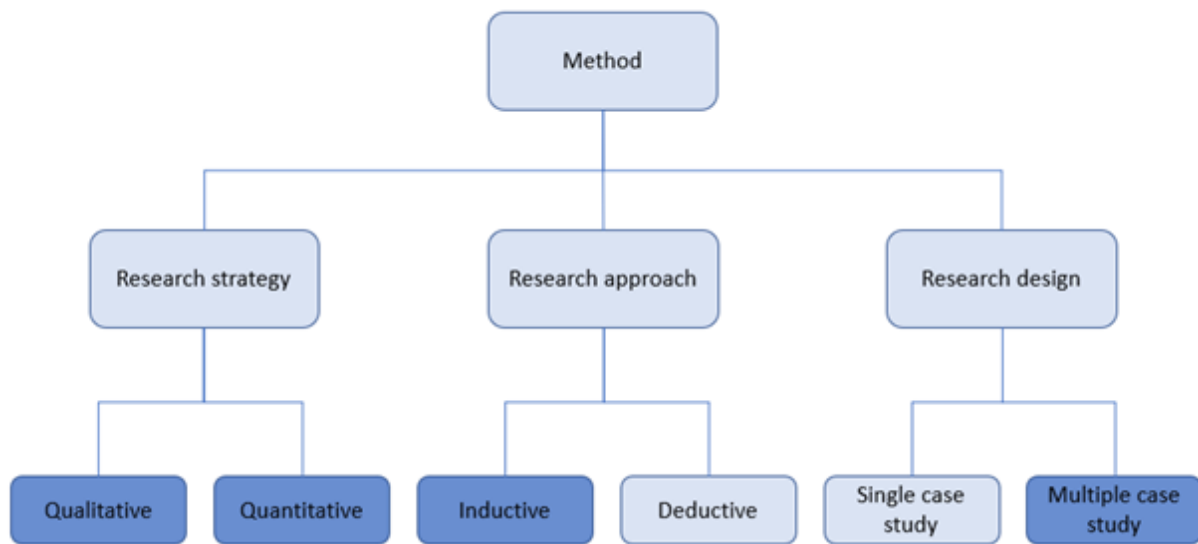 Method
Research strategy
Research approach
Research design
Qualitative
Quantitative
Inductive
Deductive
Single case
study
Multiple case
study